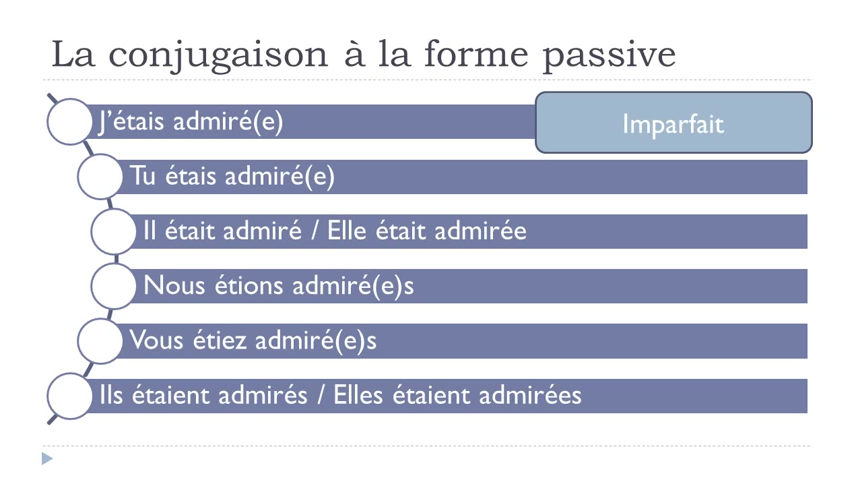 La conjugaison à la forme passive
J’étais admiré(e)
Imparfait
Tu étais admiré(e)
Il était admiré / Elle était admirée
Nous étions admiré(e)s
Vous étiez admiré(e)s
Ils étaient admirés / Elles étaient admirées